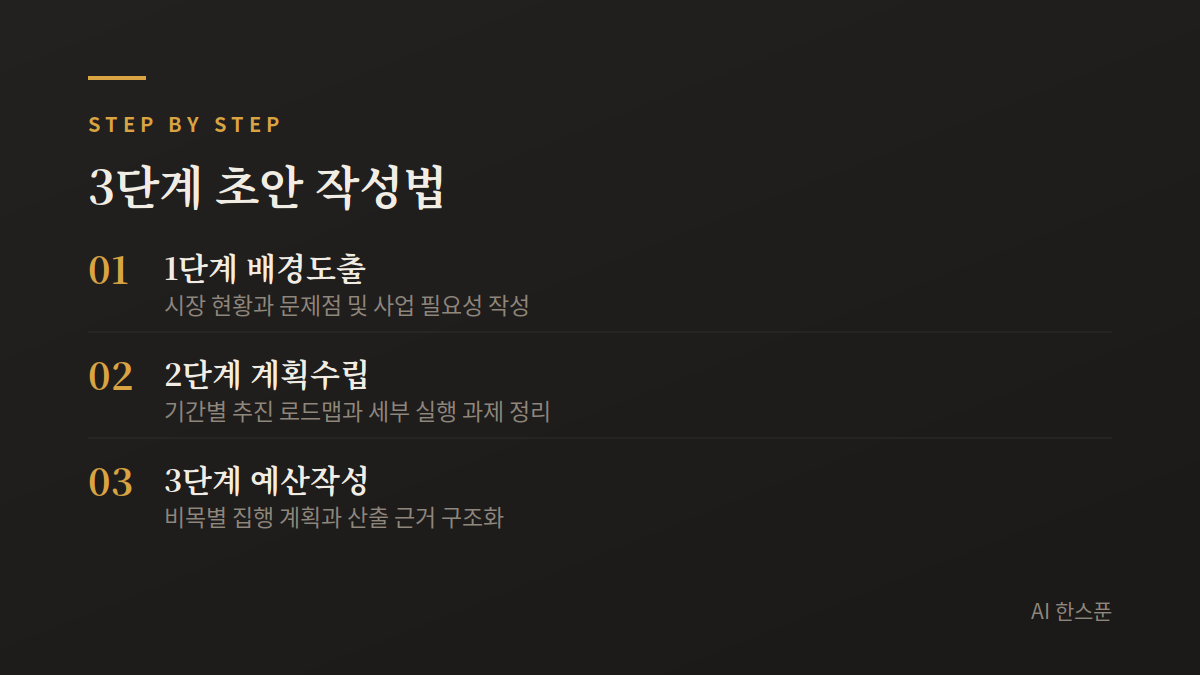 STEP BY STEP
3단계 초안 작성법
01 1단계 배경도출
시장 현황과 문제점 및 사업 필요성 작성
02 2단계 계획수립
기간별 추진 로드맵과 세부 실행 과제 정리
03 3단계 예산작성
비목별 집행 계획과 산출 근거 구조화
AI 한스푼